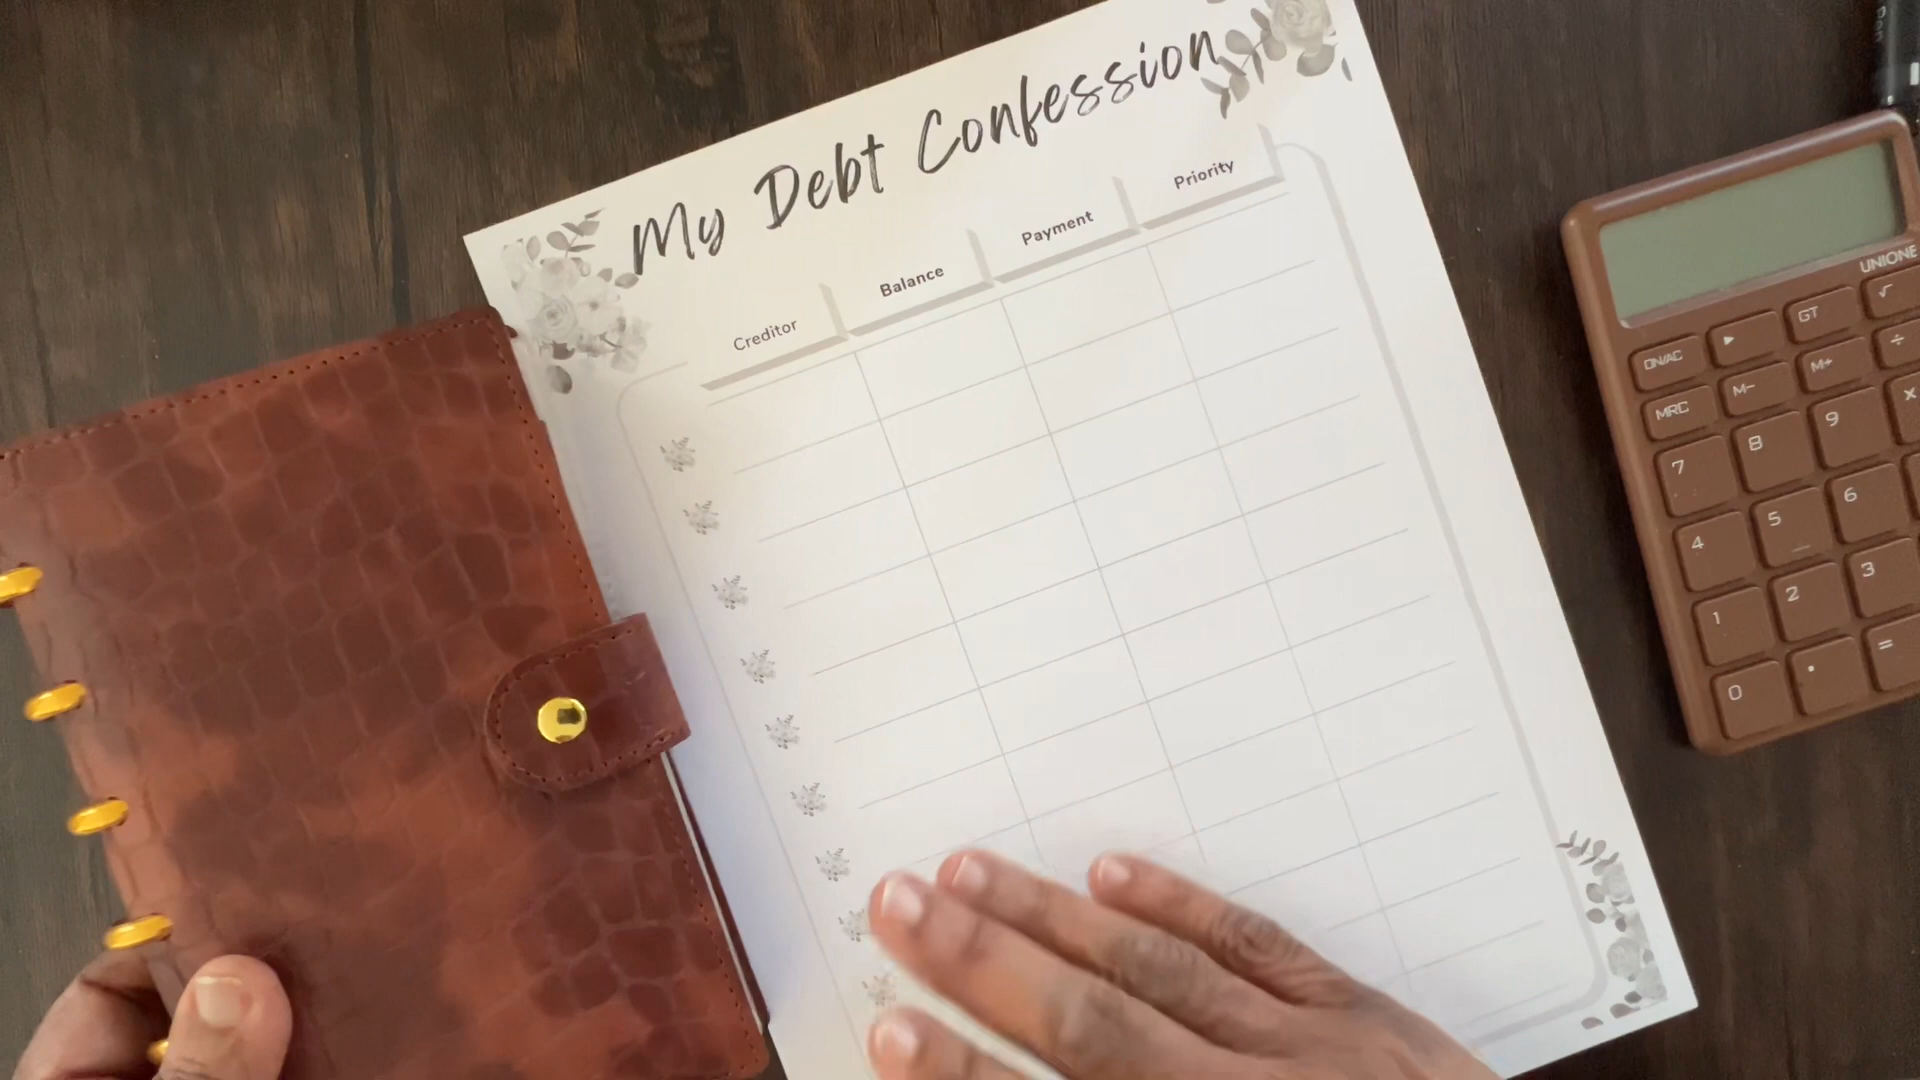 My Debt Confession
Creditor Balance Payment Priority
UNIONE
ON/AC ▶ GT √
MRC M− M+ ÷
7 8 9 ×
4 5 6
1 2 3
0 . =